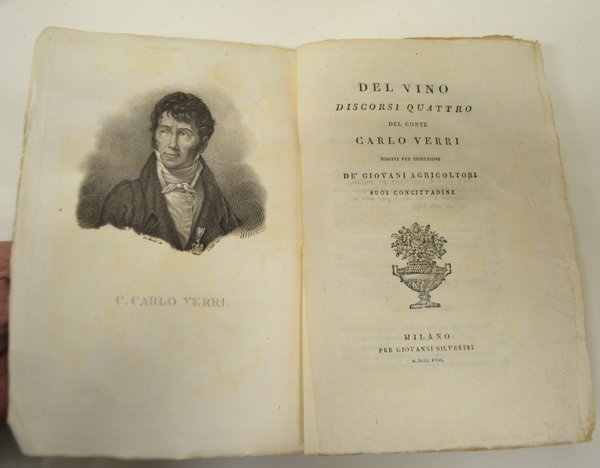 C. CARLO VERRI.
DEL VINO
DISCORSI QUATTRO
DEL CONTE
CARLO VERRI
SCRITTI PER ISTRUZIONE
DE' GIOVANI AGRICOLTORI
SUOI CONCITTADINI
MILANO
PER GIOVANNI SILVESTRI